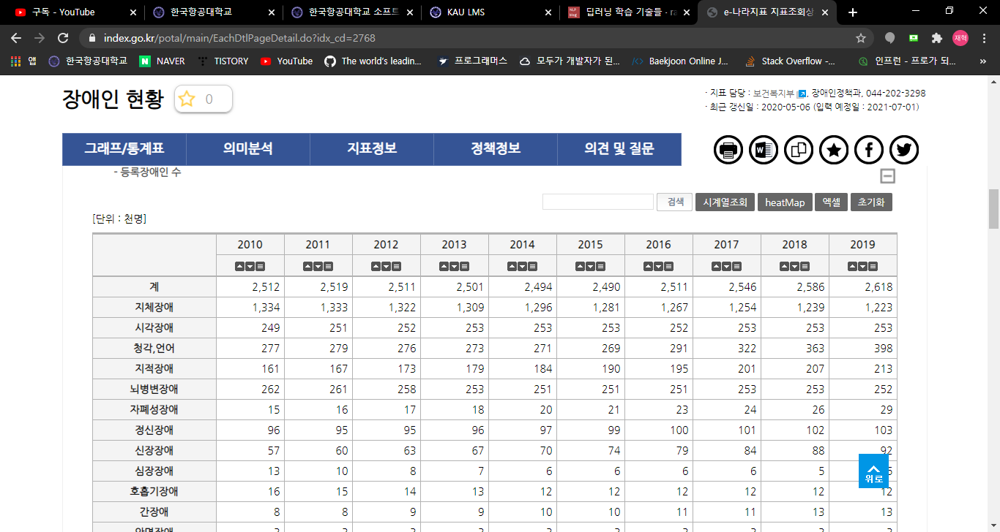 구독 - YouTube
한국항공대학교
한국항공대학교 소프트
KAU LMS
딥러닝 학습 기술들 · ra
e-나라지표 지표조회상
index.go.kr/potal/main/EachDtlPageDetail.do?idx_cd=2768
재혁
앱
한국항공대학교
NAVER
TISTORY
YouTube
The world's leadin...
프로그래머스
모두가 개발자가 된...
Baekjoon Online J...
Stack Overflow -...
인프런 - 프로가 되...
»
장애인 현황 0
· 지표 담당 : 보건복지부 , 장애인정책과, 044-202-3298
· 최근 갱신일 : 2020-05-06 (입력 예정일 : 2021-07-01)
그래프/통계표 의미분석 지표정보 정책정보 의견 및 질문
- 등록장애인 수
검색 시계열조회 heatMap 엑셀 초기화
[단위 : 천명]
2010 2011 2012 2013 2014 2015 2016 2017 2018 2019
계 2,512 2,519 2,511 2,501 2,494 2,490 2,511 2,546 2,586 2,618
지체장애 1,334 1,333 1,322 1,309 1,296 1,281 1,267 1,254 1,239 1,223
시각장애 249 251 252 253 253 253 252 253 253 253
청각,언어 277 279 276 273 271 269 291 322 363 398
지적장애 161 167 173 179 184 190 195 201 207 213
뇌병변장애 262 261 258 253 251 251 251 253 253 252
자폐성장애 15 16 17 18 20 21 23 24 26 29
정신장애 96 95 95 96 97 99 100 101 102 103
신장장애 57 60 63 67 70 74 79 84 88 92
심장장애 13 10 8 7 6 6 6 6 5 5
호흡기장애 16 15 14 13 12 12 12 12 12 12
간장애 8 8 9 9 10 10 11 11 13 13
위로